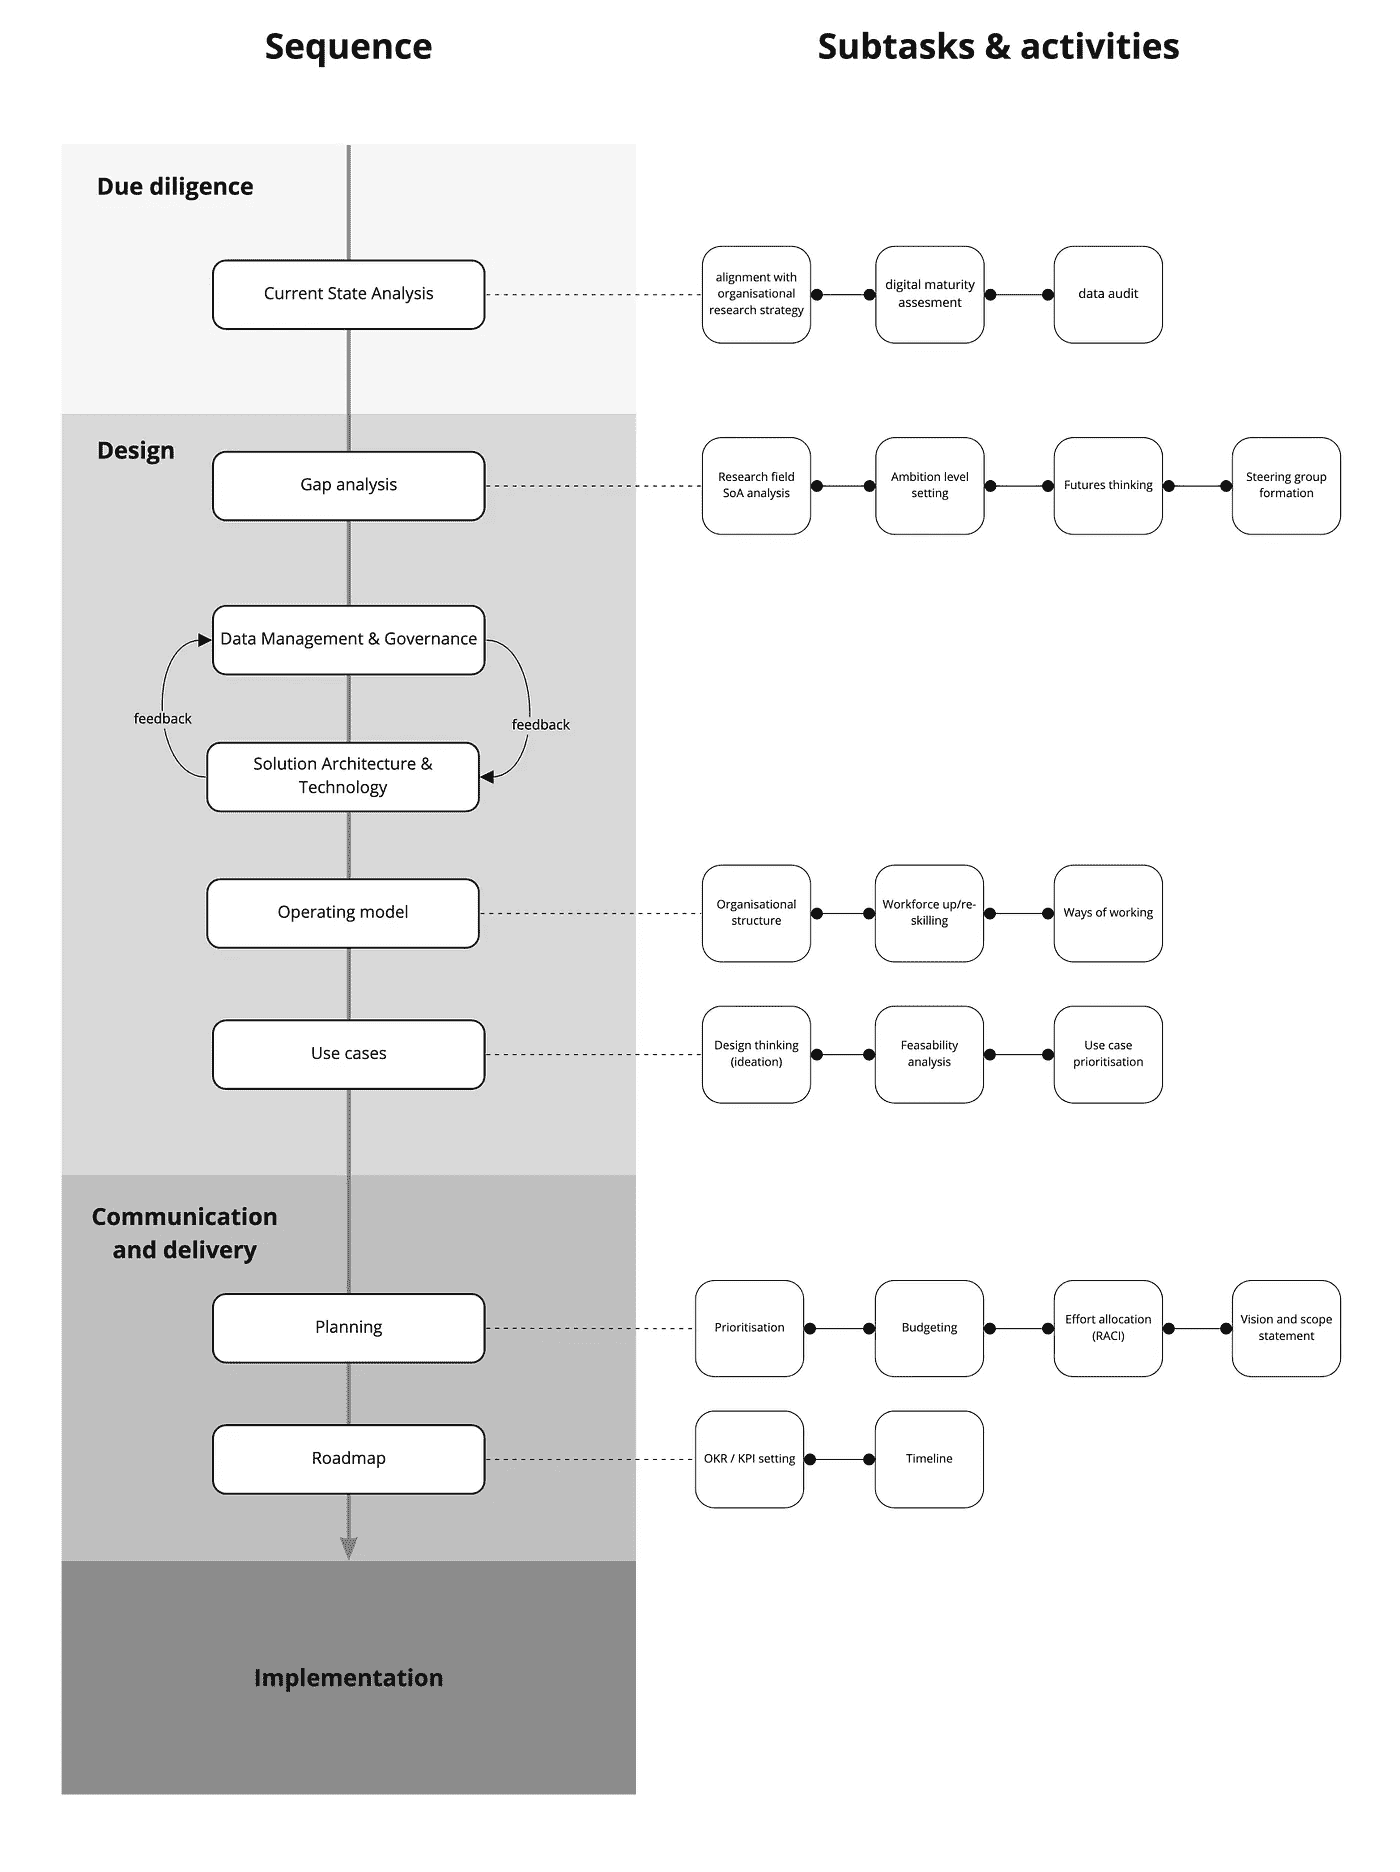 Sequence
Subtasks & activities
Due diligence
Current State Analysis
alignment with
organisational
research strategy
digital maturity
assesment
data audit
Design
Gap analysis
Research field
SoA analysis
Ambition level
setting
Futures thinking
Steering group
formation
Data Management & Governance
feedback
feedback
Solution Architecture &
Technology
Operating model
Organisational
structure
Workforce up/re-
skilling
Ways of working
Use cases
Design thinking
(ideation)
Feasability
analysis
Use case
prioritisation
Communication
and delivery
Planning
Prioritisation
Budgeting
Effort allocation
(RACI)
Vision and scope
statement
Roadmap
OKR / KPI setting
Timeline
Implementation